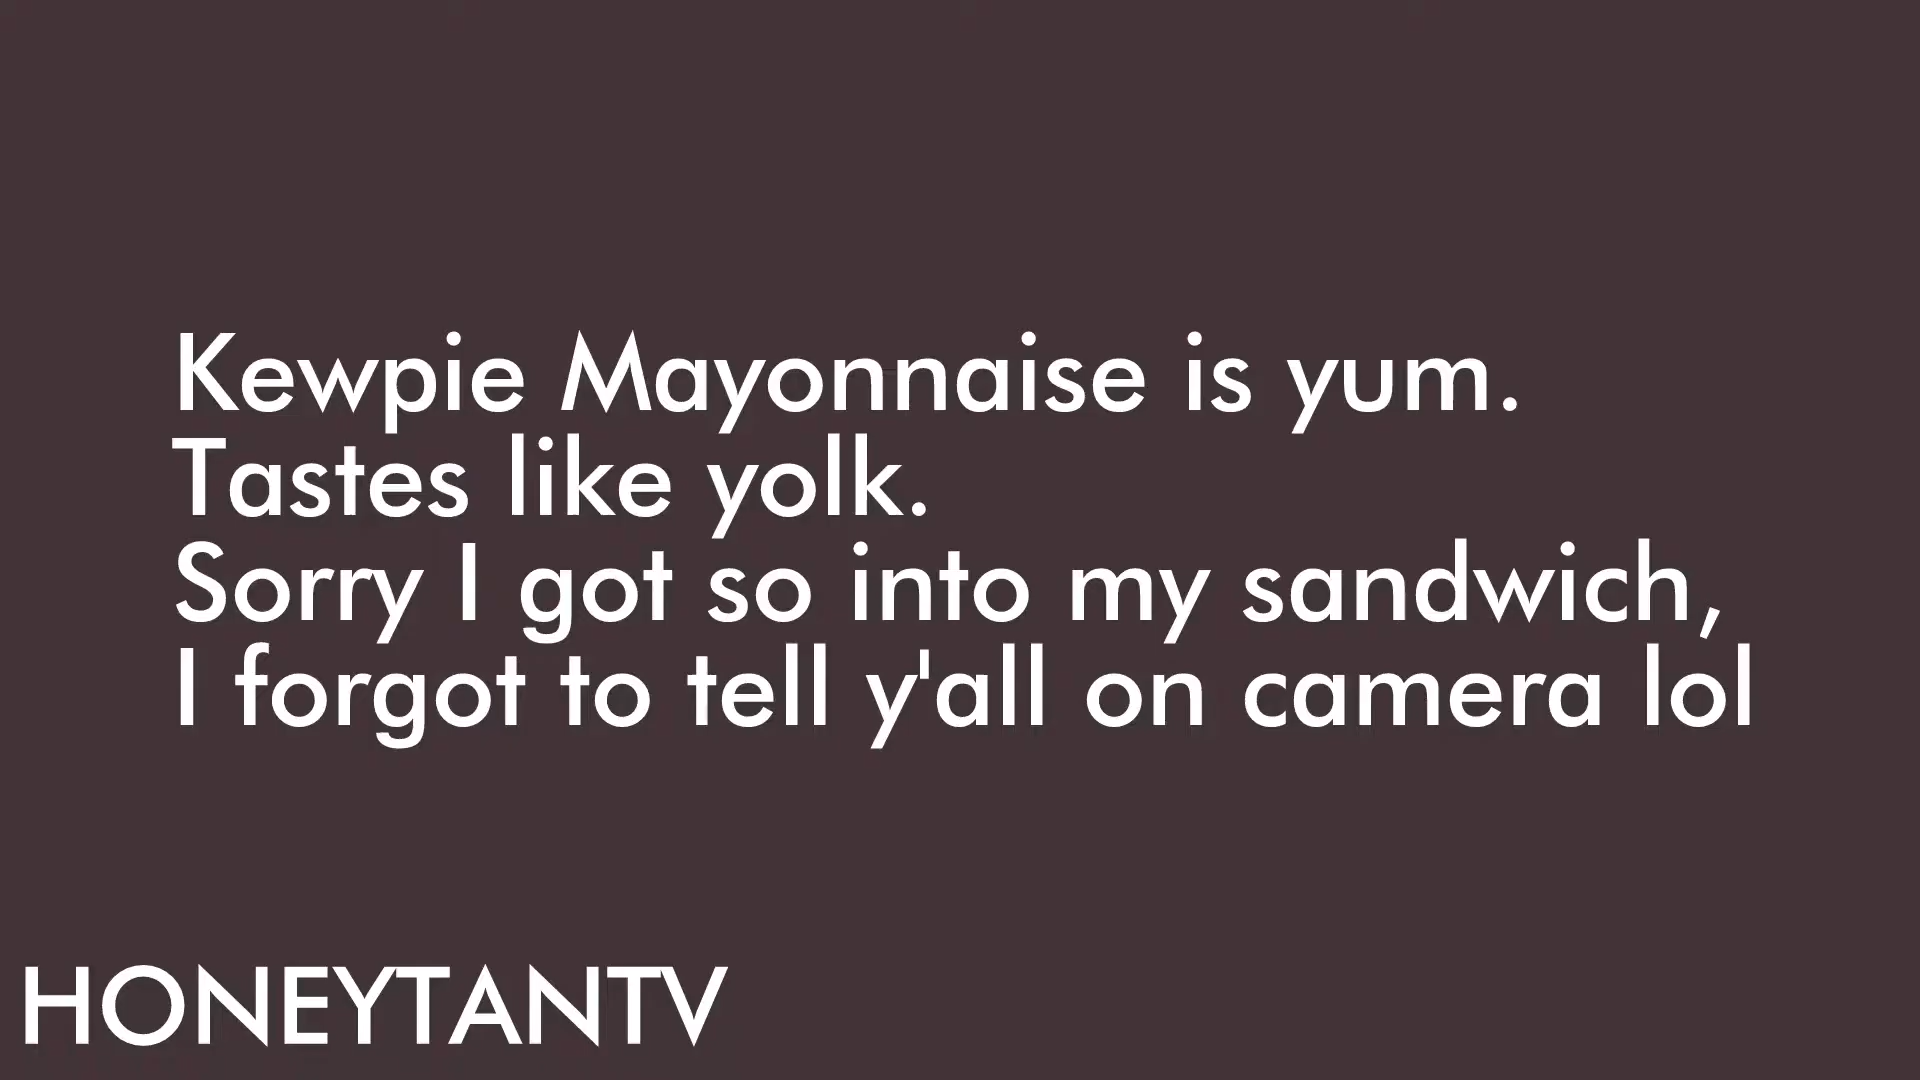 Kewpie Mayonnaise is yum.
Tastes like yolk.
Sorry I got so into my sandwich,
I forgot to tell y'all on camera lol
HONEYTANTV